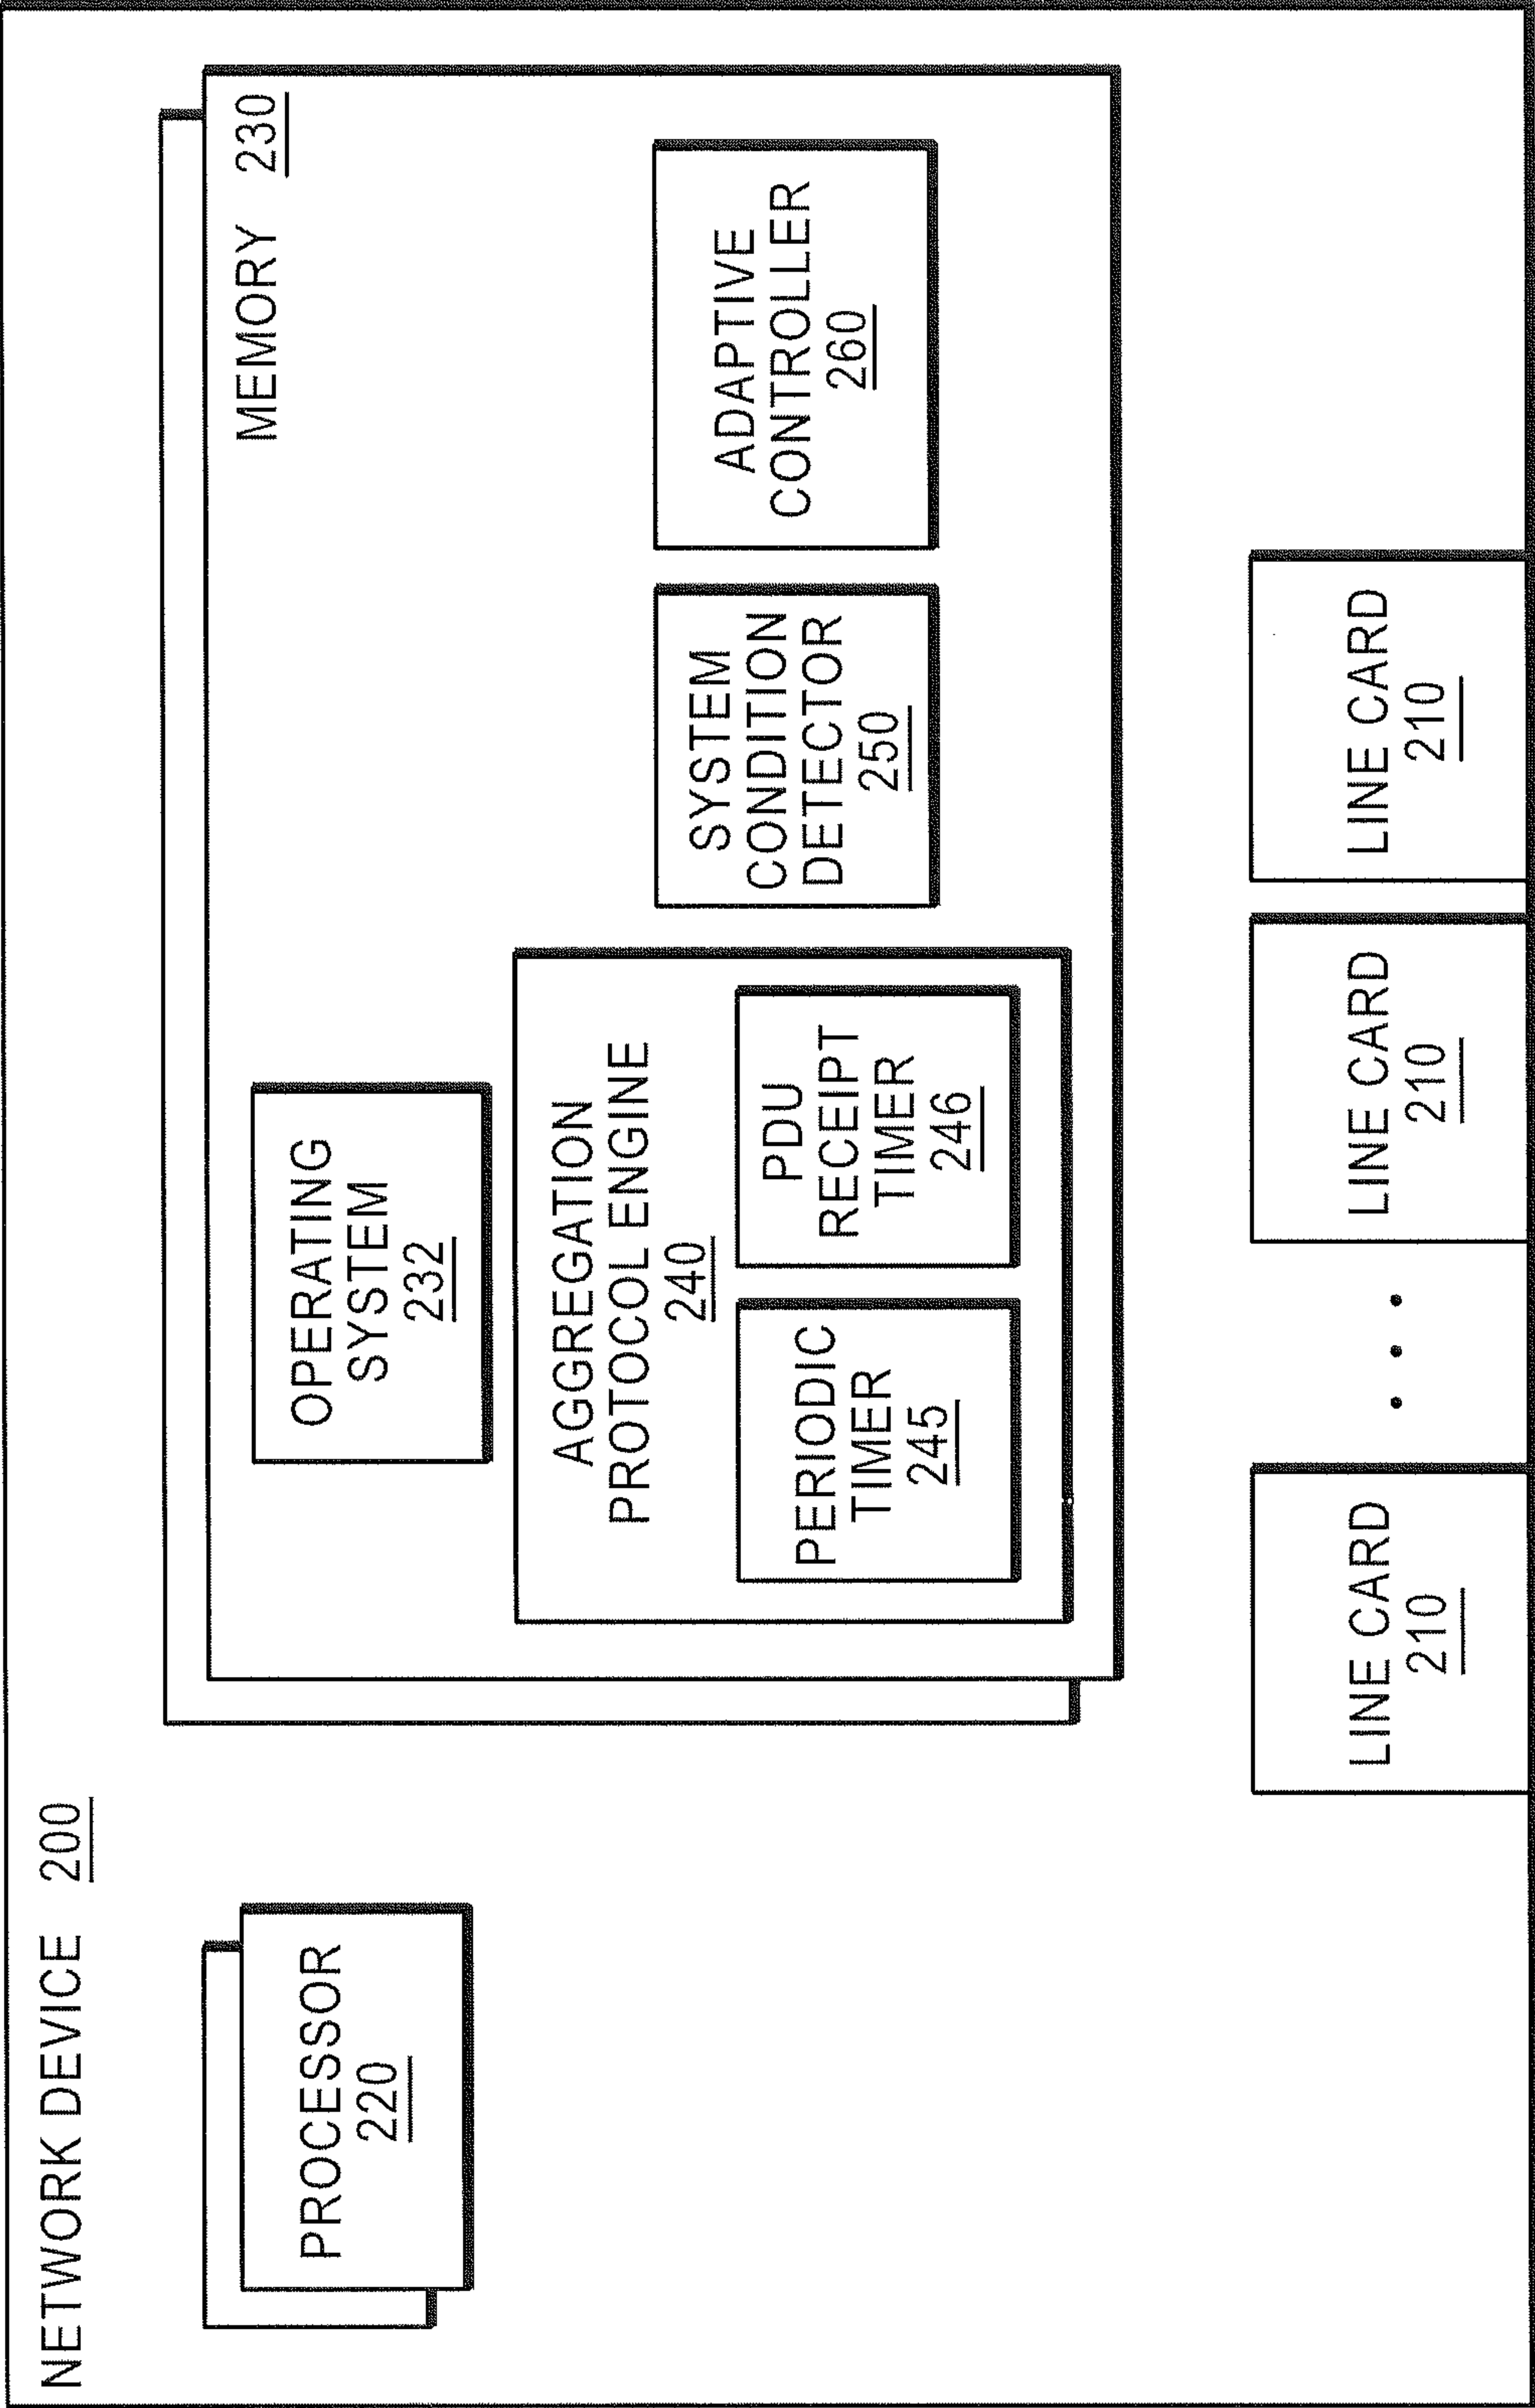 NETWORK DEVICE 200
PROCESSOR
220
MEMORY 230
OPERATING
SYSTEM
232
AGGREGATION
PROTOCOL ENGINE
240
PERIODIC
TIMER
245
PDU
RECEIPT
TIMER
246
SYSTEM
CONDITION
DETECTOR
250
ADAPTIVE
CONTROLLER
260
LINE CARD
210
LINE CARD
210
LINE CARD
210